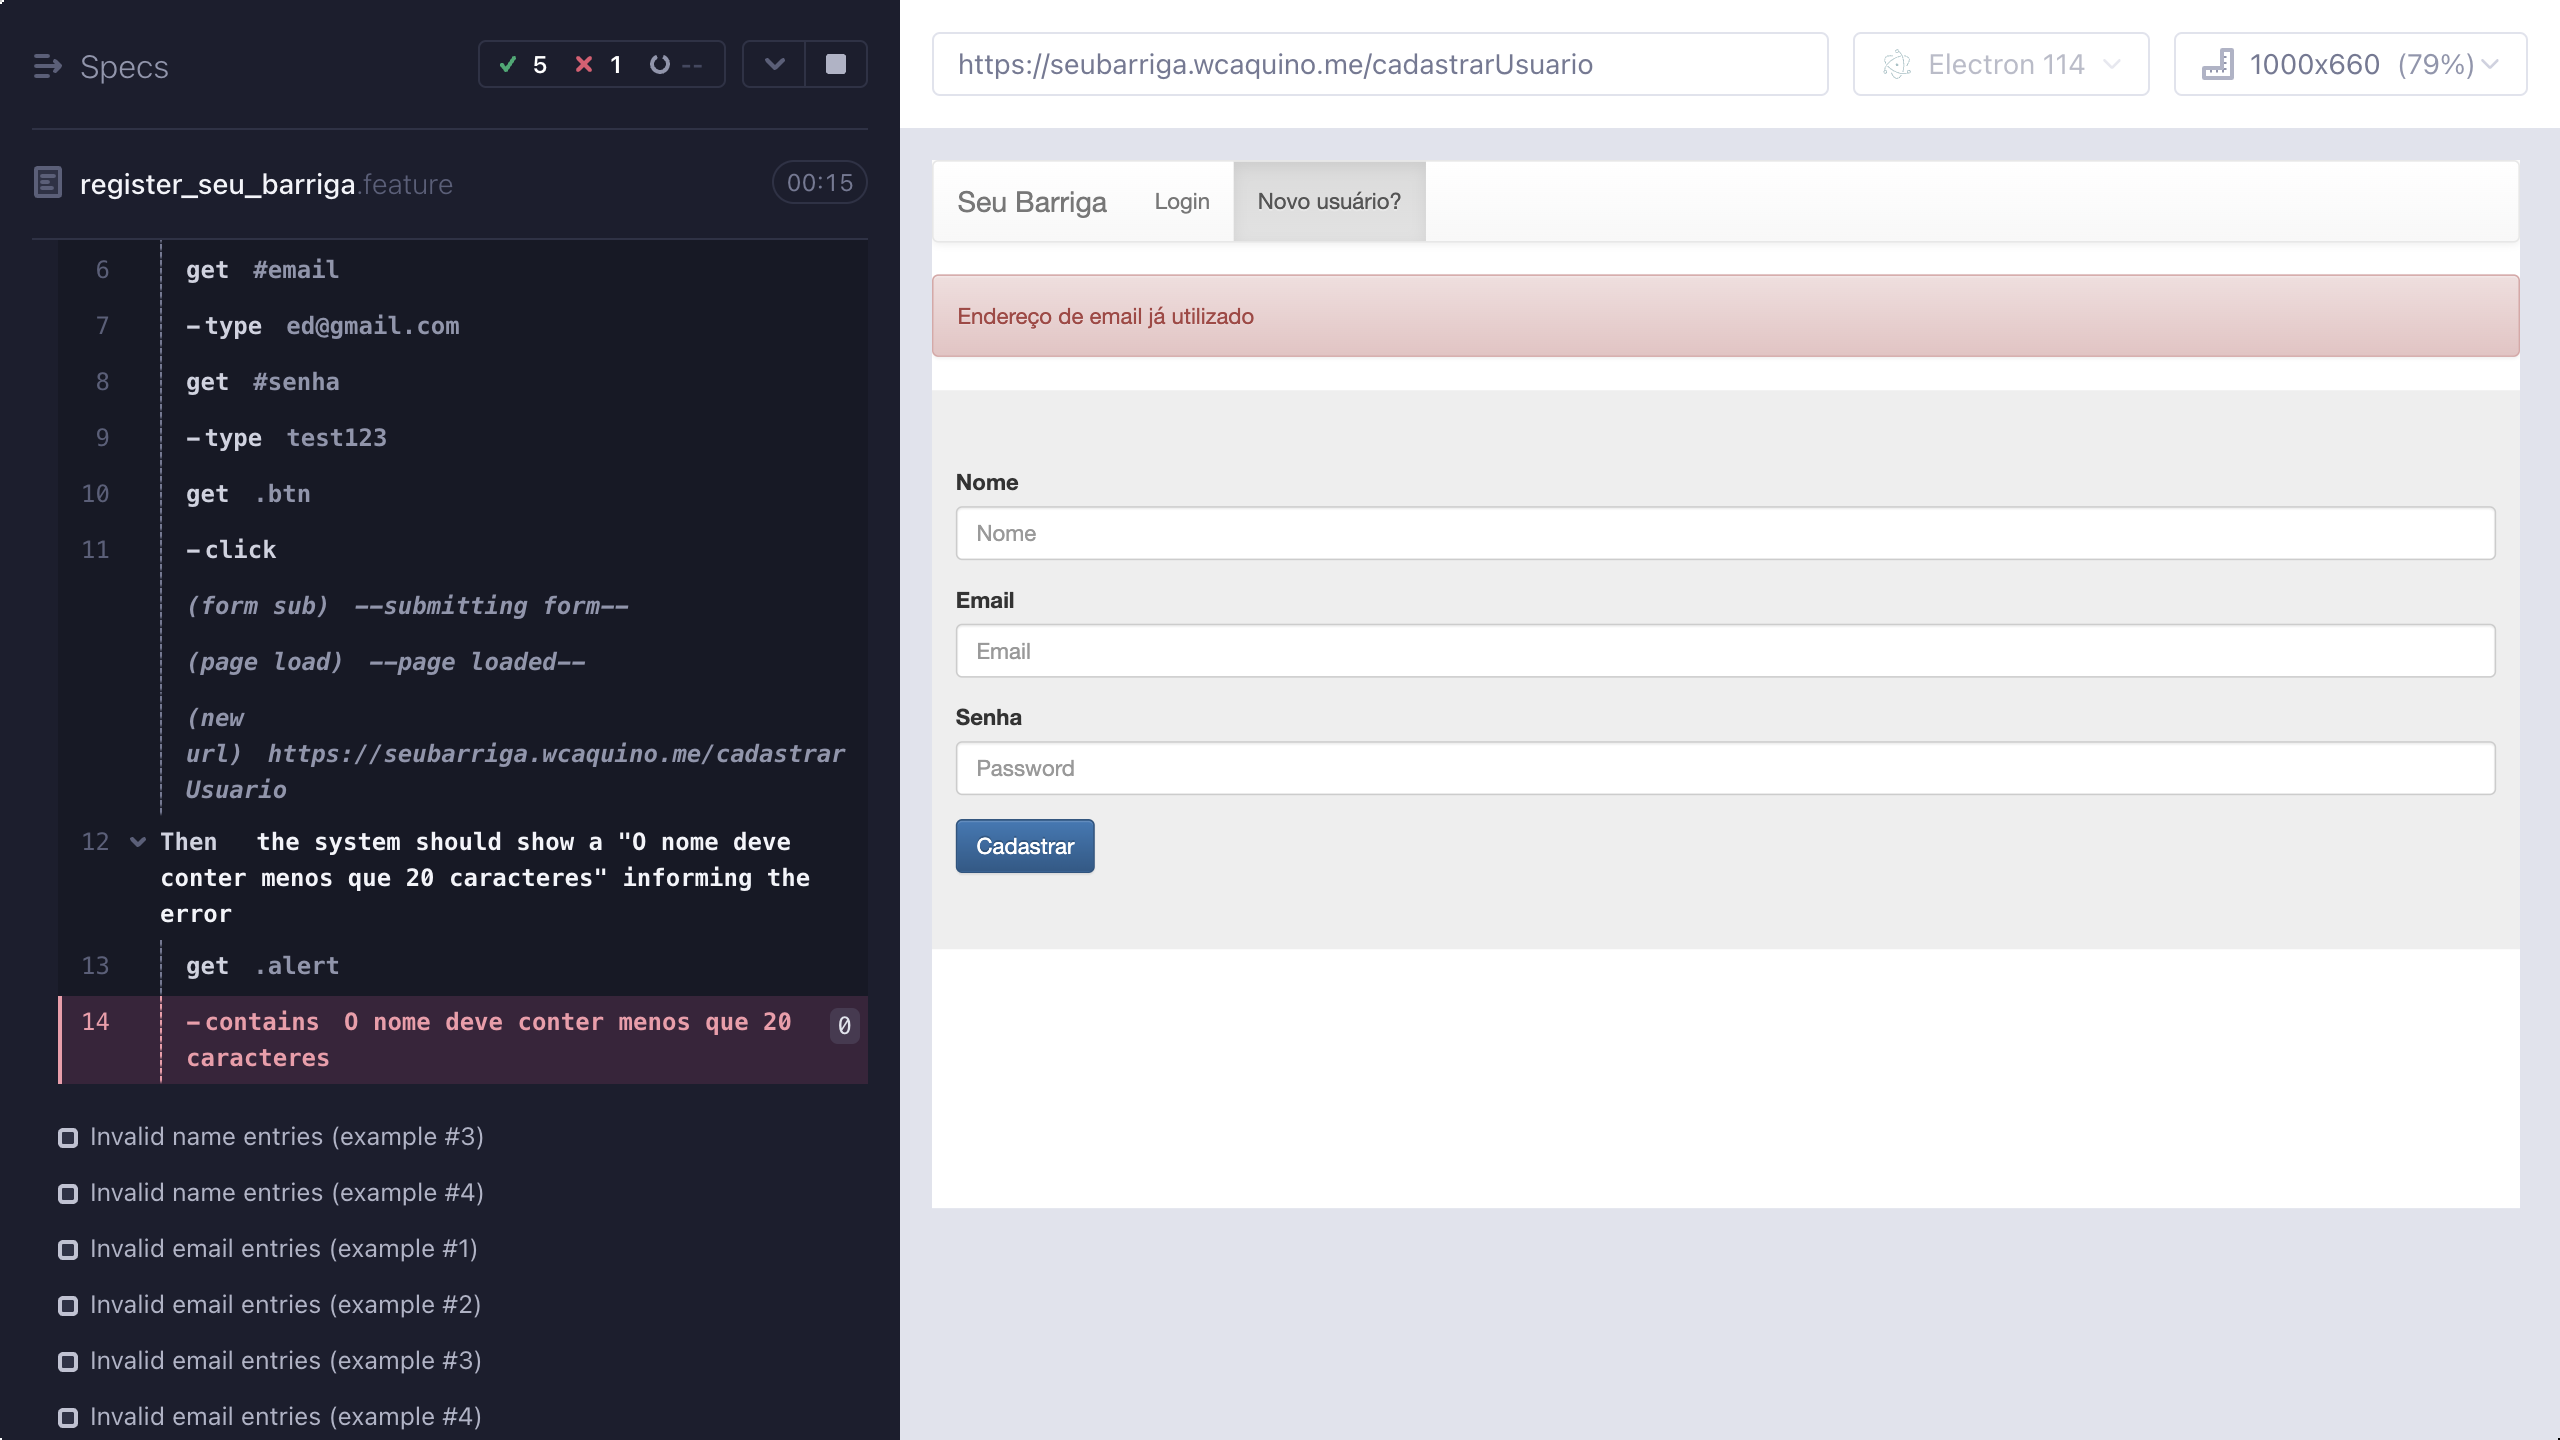 Specs
5 1 --
register_seu_barriga.feature
00:15
6 get #email
7 -type ed@gmail.com
8 get #senha
9 -type test123
10 get .btn
11 -click
(form sub) --submitting form--
(page load) --page loaded--
(new
url) https://seubarriga.wcaquino.me/cadastrar
Usuario
12 Then the system should show a "O nome deve
conter menos que 20 caracteres" informing the
error
13 get .alert
14 -contains O nome deve conter menos que 20
caracteres
0
Invalid name entries (example #3)
Invalid name entries (example #4)
Invalid email entries (example #1)
Invalid email entries (example #2)
Invalid email entries (example #3)
Invalid email entries (example #4)
https://seubarriga.wcaquino.me/cadastrarUsuario
Electron 114
1000x660 (79%)
Seu Barriga Login Novo usuário?
Endereço de email já utilizado
Nome
Nome
Email
Email
Senha
Password
Cadastrar